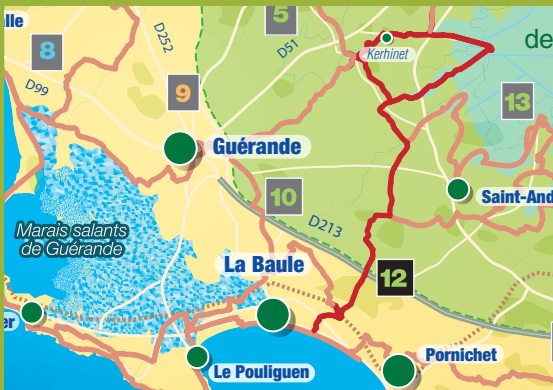 alle
8
D252
D99
9
5
D51
Kerhinet
de
13
Guérande
10
D213
Saint-And
Marais salants
de Guérande
La Baule
12
er
Le Pouliguen
Pornichet